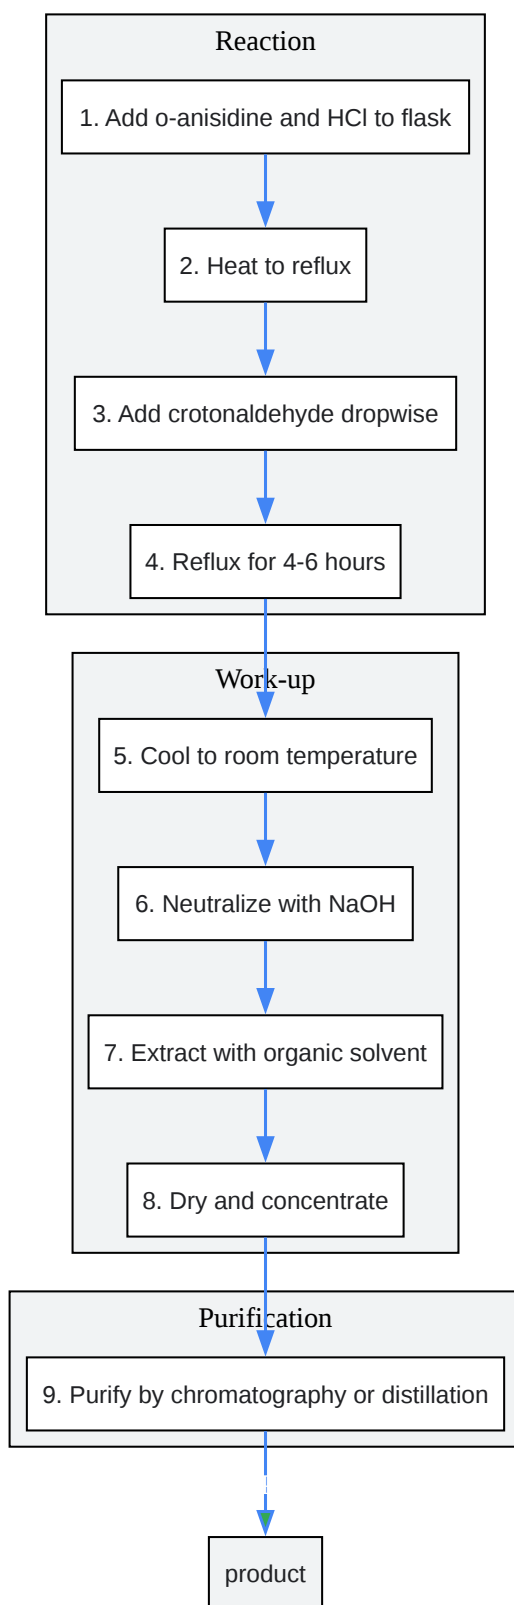 Reaction
1. Add o-anisidine and HCl to flask
2. Heat to reflux
3. Add crotonaldehyde dropwise
4. Reflux for 4-6 hours
Work-up
5. Cool to room temperature
6. Neutralize with NaOH
7. Extract with organic solvent
8. Dry and concentrate
Purification
9. Purify by chromatography or distillation
product